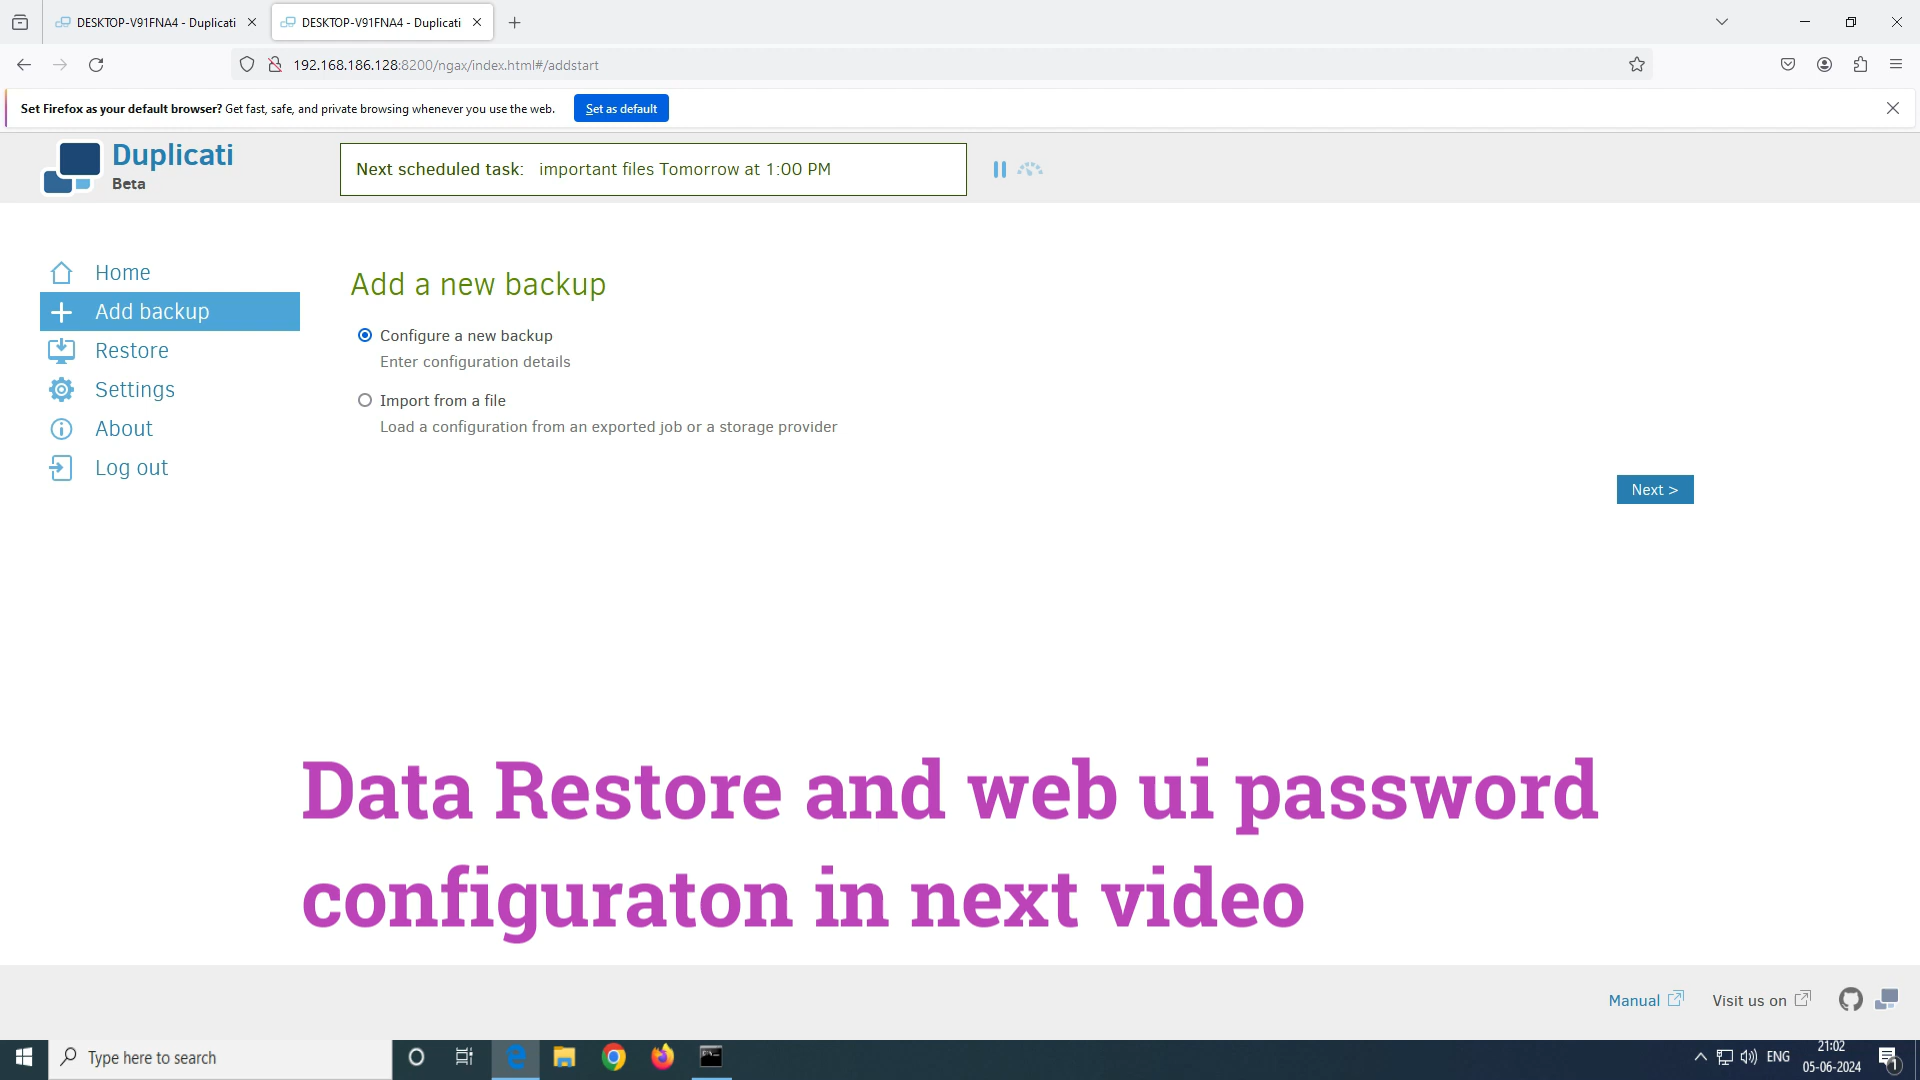 DESKTOP-V91FNA4 - Duplicati
DESKTOP-V91FNA4 - Duplicati
192.168.186.128:8200/ngax/index.html#/addstart
Set Firefox as your default browser? Get fast, safe, and private browsing whenever you use the web.
Set as default
Duplicati
Beta
Next scheduled task: important files Tomorrow at 1:00 PM
Home
Add backup
Restore
Settings
About
Log out
Add a new backup
Configure a new backup
Enter configuration details
Import from a file
Load a configuration from an exported job or a storage provider
Next >
Data Restore and web ui password
configuraton in next video
Manual
Visit us on
Type here to search
ENG
21:02
05-06-2024
1